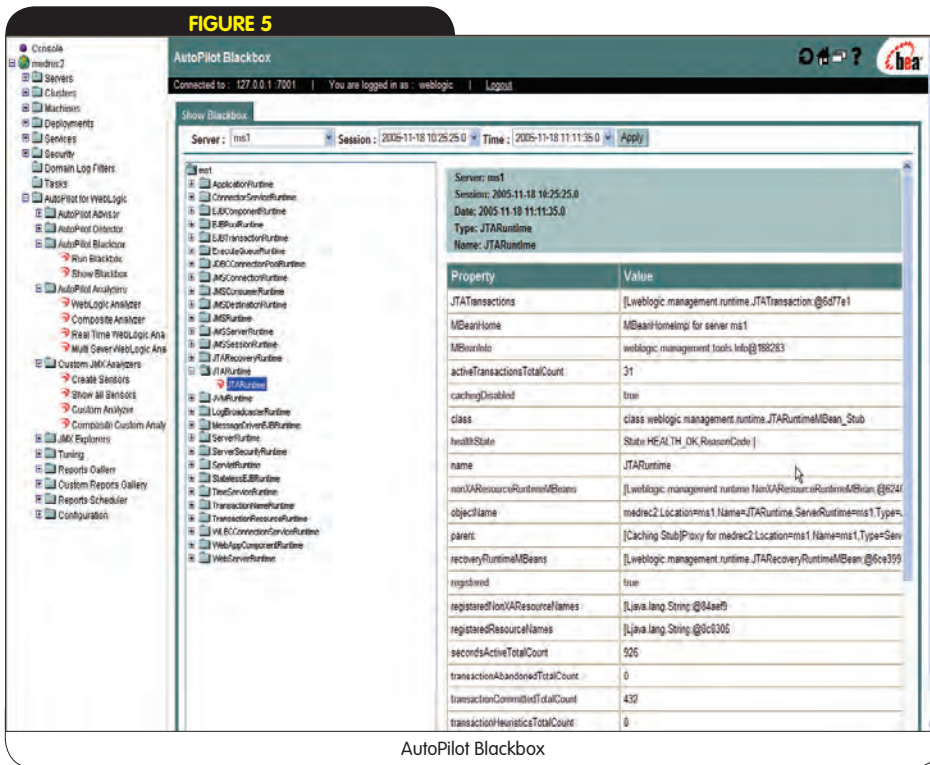 FIGURE 5
Console
medrec2
Servers
Clusters
Machines
Deployments
Services
Security
Domain Log Filters
Tasks
AutoPilot for WebLogic
AutoPilot Advisor
AutoPilot Detector
AutoPilot Blackbox
Run Blackbox
Show Blackbox
AutoPilot Analyzers
WebLogic Analyzer
Composite Analyzer
Real Time WebLogic Ana
Multi Sever WebLogic Ana
Custom JMX Analyzers
Create Sensors
Show all Sensors
Custom Analyzer
Composite Custom Analy
JMX Explorers
Tuning
Reports Gallery
Custom Reports Gallery
Reports Scheduler
Configuration
AutoPilot Blackbox
?
bea
Connected to : 127.0.0.1 :7001 | You are logged in as : weblogic | Logout
Show Blackbox
Server : ms1 Session : 2005-11-18 10:25:25.0 Time : 2005-11-18 11:11:35.0 Apply
ms1
ApplicationRuntime
ConnectorServiceRuntime
EJBComponentRuntime
EJBPoolRuntime
EJBTransactionRuntime
ExecuteQueueRuntime
JDBCConnectionPoolRuntime
JMSConnectionRuntime
JMSConsumerRuntime
JMSDestinationRuntime
JMSRuntime
JMSServerRuntime
JMSSessionRuntime
JTARecoveryRuntime
JTARuntime
JTARuntime
JVMRuntime
LogBroadcasterRuntime
MessageDrivenEJBRuntime
ServerRuntime
ServerSecurityRuntime
ServletRuntime
StatelessEJBRuntime
TimeServiceRuntime
TransactionNameRuntime
TransactionResourceRuntime
WLECConnectionServiceRuntime
WebAppComponentRuntime
WebServerRuntime
Server: ms1
Session: 2005-11-18 10:25:25.0
Date: 2005-11-18 11:11:35.0
Type: JTARuntime
Name: JTARuntime
Property Value
JTATransactions [Lweblogic.management.runtime.JTATransaction;@6d77e1
MBeanHome MBeanHomeImpl for server ms1
MBeanInfo weblogic.management.tools.Info@188283
activeTransactionsTotalCount 31
cachingDisabled true
class class weblogic.management.runtime.JTARuntimeMBean_Stub
healthState State:HEALTH_OK,ReasonCode:[
name JTARuntime
nonXAResourceRuntimeMBeans [Lweblogic.management.runtime.NonXAResourceRuntimeMBean;@624f
objectName medrec2:Location=ms1,Name=JTARuntime,ServerRuntime=ms1,Type=J
parent [Caching Stub]Proxy for medrec2:Location=ms1,Name=ms1,Type=Serv
recoveryRuntimeMBeans [Lweblogic.management.runtime.JTARecoveryRuntimeMBean;@6ce399
registered true
registeredNonXAResourceNames [Ljava.lang.String;@84aef9
registeredResourceNames [Ljava.lang.String;@8c8305
secondsActiveTotalCount 926
transactionAbandonedTotalCount 0
transactionCommittedTotalCount 432
transactionHeuristicsTotalCount 0
AutoPilot Blackbox